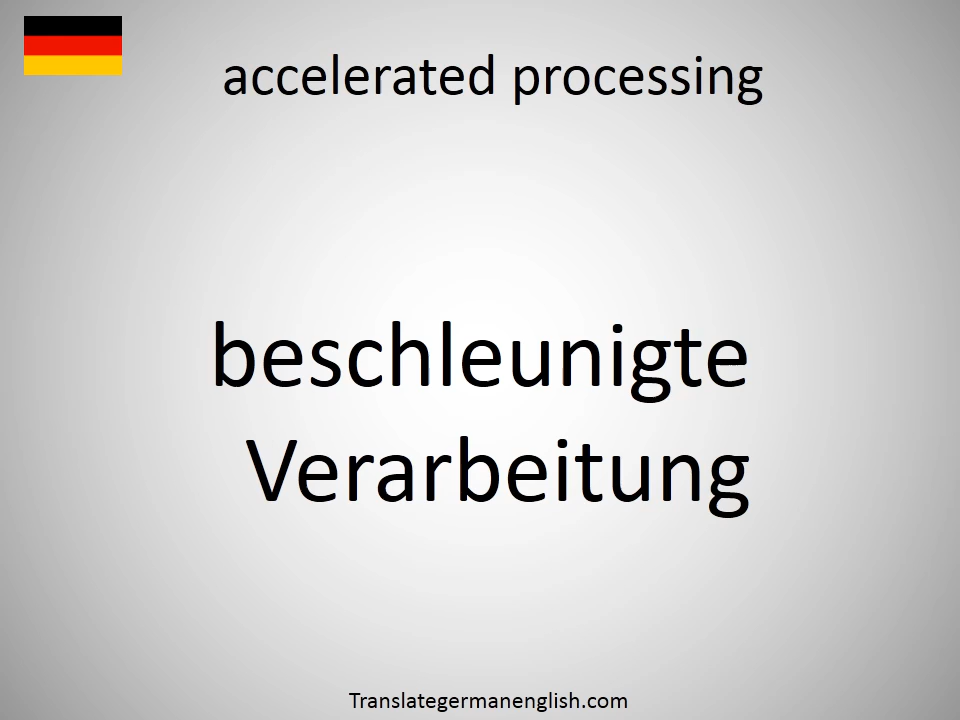 accelerated processing
beschleunigte
Verarbeitung
Translategermanenglish.com